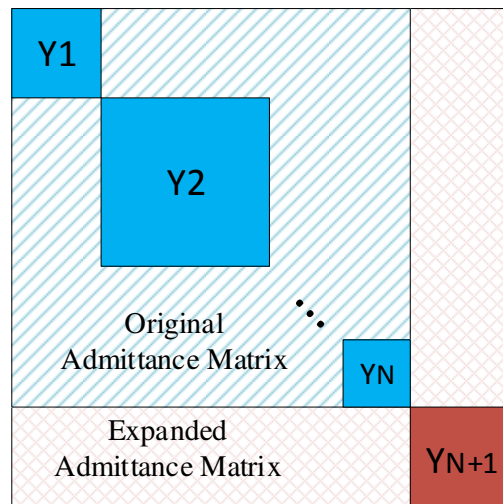 Y1
Y2
Original
Admittance Matrix
YN
Expanded
Admittance Matrix
YN+1